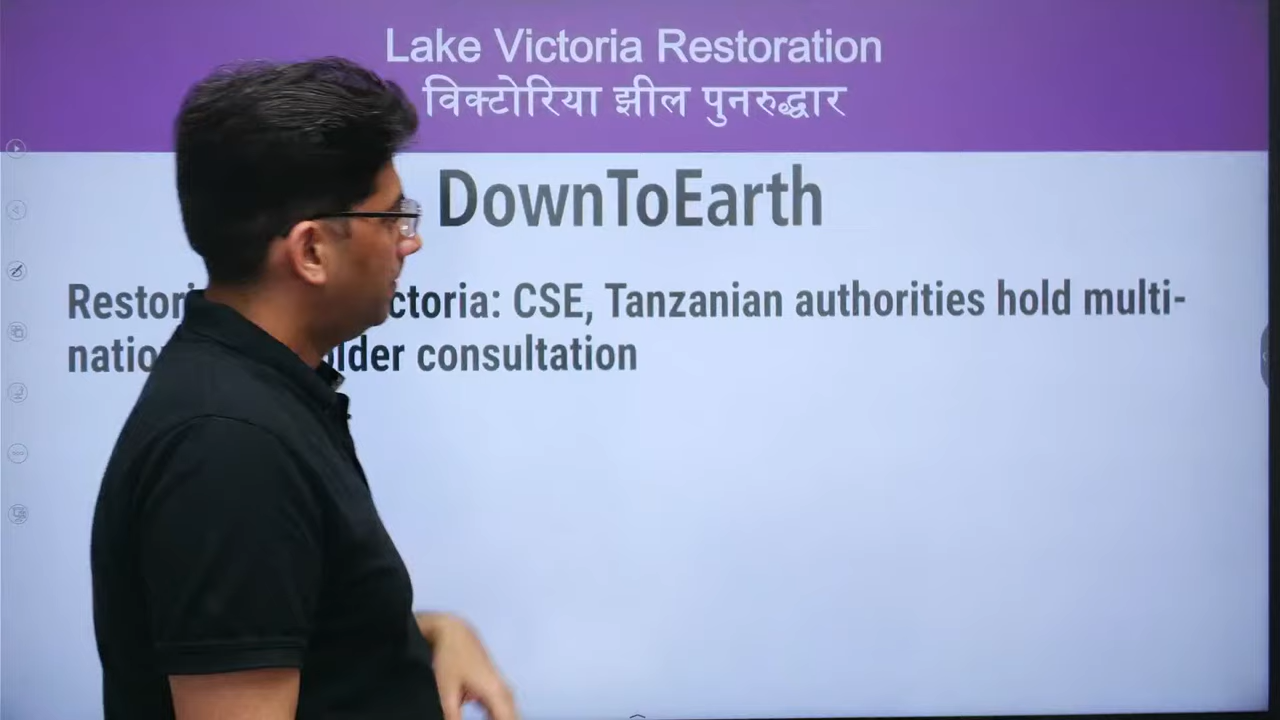 Lake Victoria Restoration
विक्टोरिया झील पुनरुद्धार
DownToEarth
CSE, Tanzanian authorities hold multi-
consultation